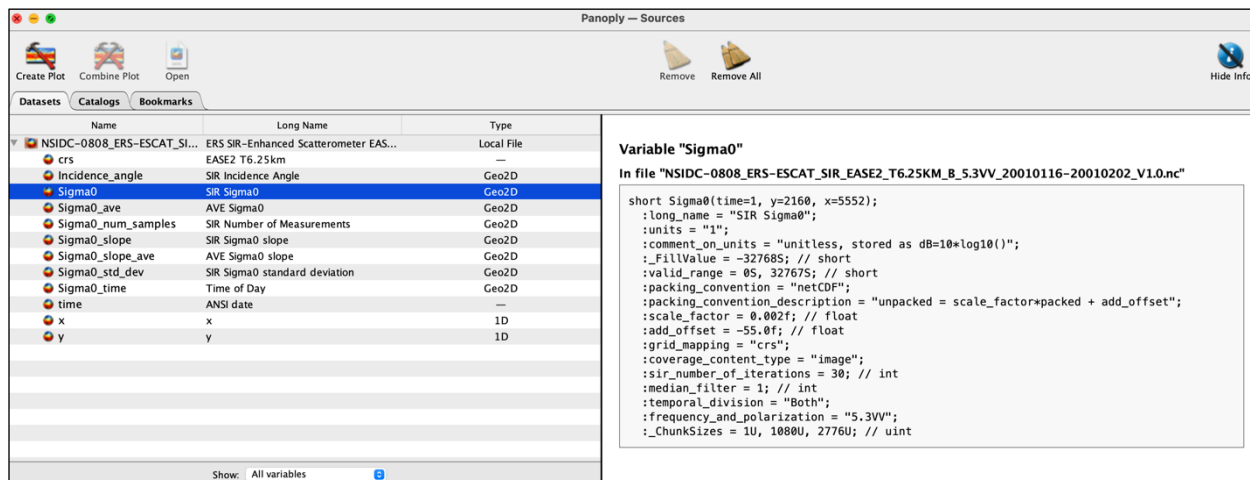 Panoply — Sources
Create Plot Combine Plot Open Remove Remove All Hide Info
Datasets Catalogs Bookmarks
Name Long Name Type
NSIDC-0808_ERS-ESCAT_SI... ERS SIR-Enhanced Scatterometer EAS... Local File
crs EASE2 T6.25km —
Incidence_angle SIR Incidence Angle Geo2D
Sigma0 SIR Sigma0 Geo2D
Sigma0_ave AVE Sigma0 Geo2D
Sigma0_num_samples SIR Number of Measurements Geo2D
Sigma0_slope SIR Sigma0 slope Geo2D
Sigma0_slope_ave AVE Sigma0 slope Geo2D
Sigma0_std_dev SIR Sigma0 standard deviation Geo2D
Sigma0_time Time of Day Geo2D
time ANSI date —
x x 1D
y y 1D
Show: All variables
Variable "Sigma0"
In file "NSIDC-0808_ERS-ESCAT_SIR_EASE2_T6.25KM_B_5.3VV_20010116-20010202_V1.0.nc"
short Sigma0(time=1, y=2160, x=5552);
:long_name = "SIR Sigma0";
:units = "1";
:comment_on_units = "unitless, stored as dB=10*log10()";
:_FillValue = -32768S; // short
:valid_range = 0S, 32767S; // short
:packing_convention = "netCDF";
:packing_convention_description = "unpacked = scale_factor*packed + add_offset";
:scale_factor = 0.002f; // float
:add_offset = -55.0f; // float
:grid_mapping = "crs";
:coverage_content_type = "image";
:sir_number_of_iterations = 30; // int
:median_filter = 1; // int
:temporal_division = "Both";
:frequency_and_polarization = "5.3VV";
:_ChunkSizes = 1U, 1080U, 2776U; // uint